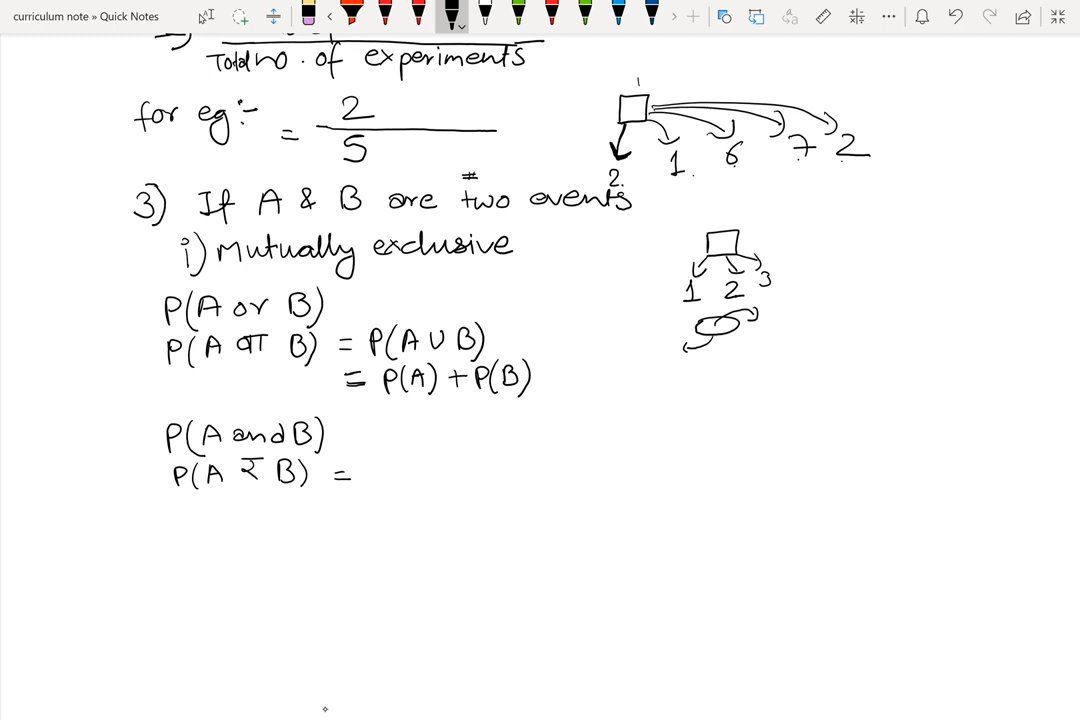 curriculum note » Quick Notes
Total no. of experiments
for eg:- = 2
5
1 6 7 2
2.
3) If A & B are two events
i) Mutually exclusive
1 2 3
P(A or B)
P(A वा B) = P(A ∪ B)
= P(A) + P(B)
P(A and B)
P(A र B) =